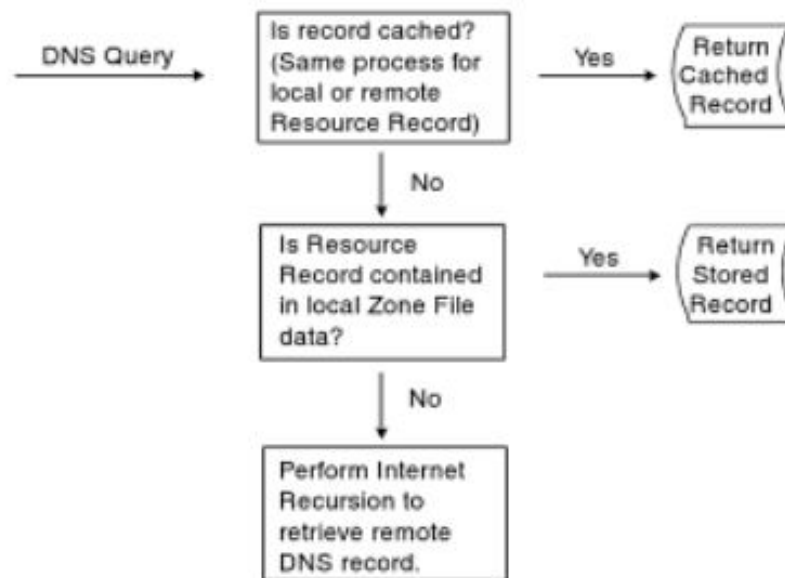 DNS Query
Is record cached?
(Same process for
local or remote
Resource Record)
Yes
Return
Cached
Record
No
Is Resource
Record contained
in local Zone File
data?
Yes
Return
Stored
Record
No
Perform Internet
Recursion to
retrieve remote
DNS record.